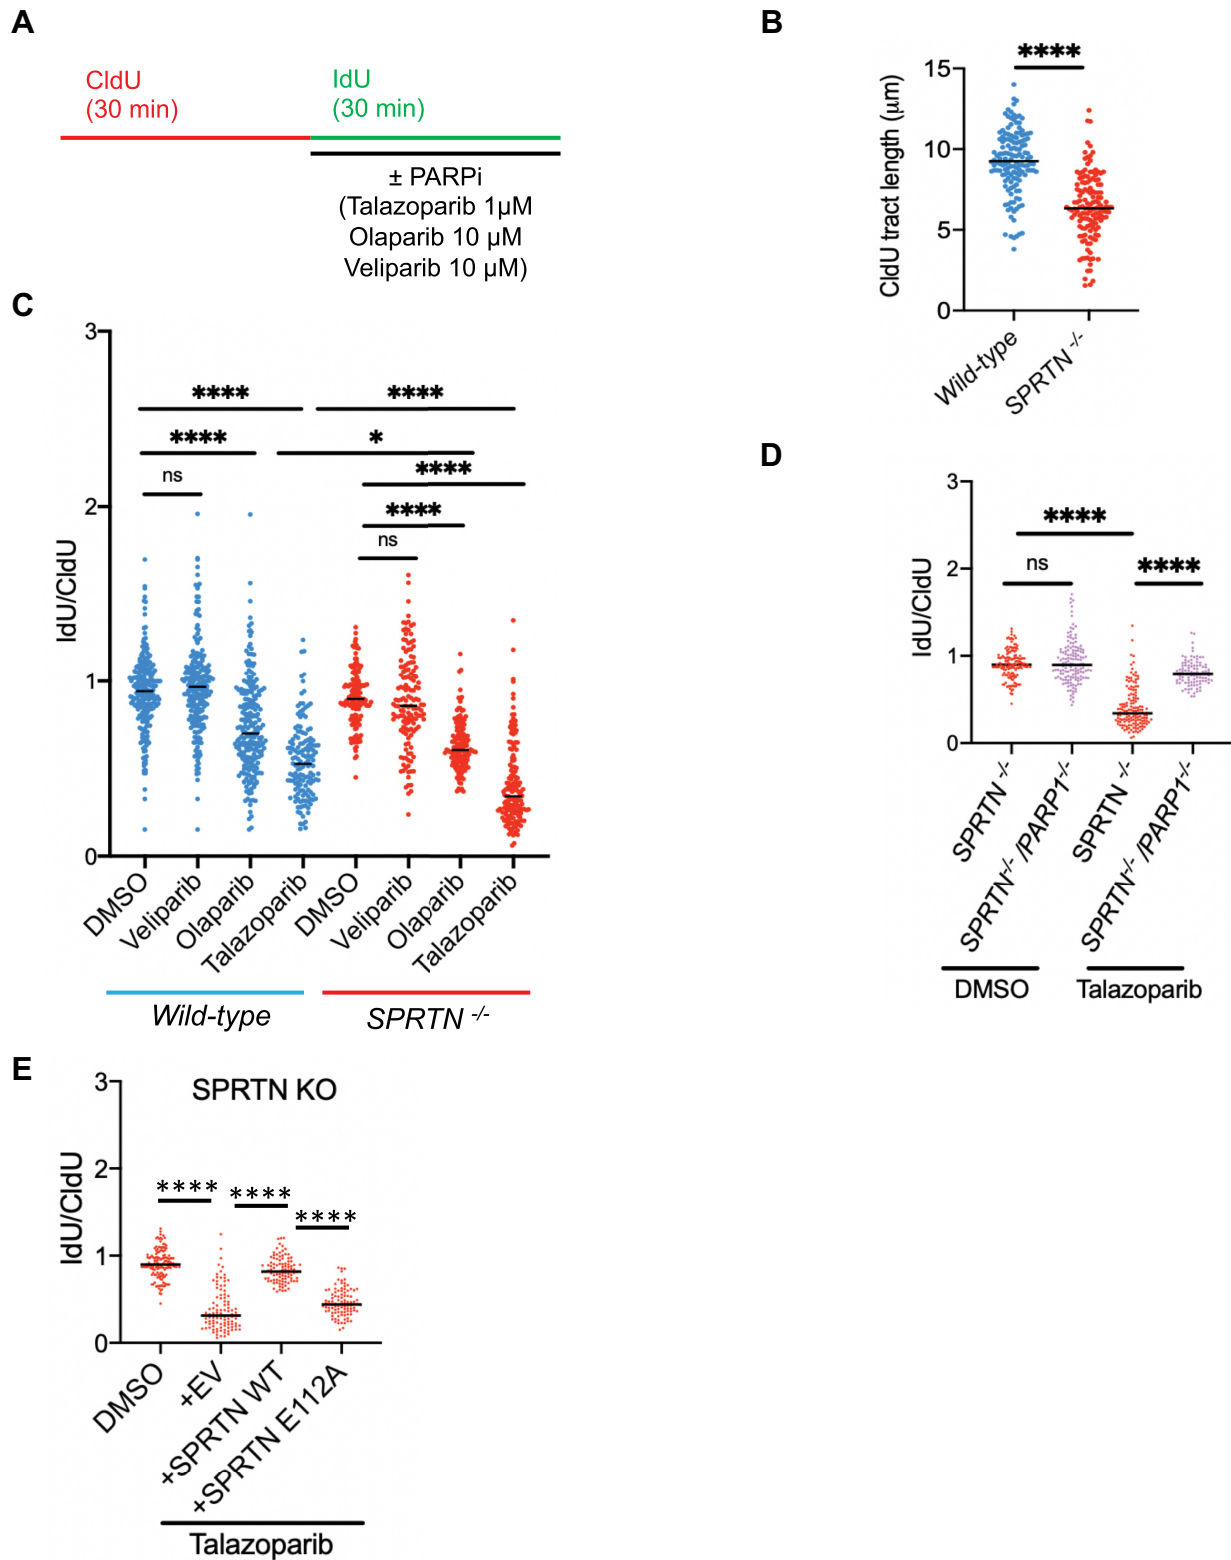 A
CldU
(30 min)
IdU
(30 min)
± PARPi
(Talazoparib 1µM
Olaparib 10 µM
Veliparib 10 µM)
B
CldU tract length (µm)
15
10
5
0
****
Wild-type
SPRTN -/-
C
IdU/CldU
3
2
1
0
****
****
****
*
ns
****
****
ns
DMSO
Veliparib
Olaparib
Talazoparib
DMSO
Veliparib
Olaparib
Talazoparib
Wild-type
SPRTN -/-
D
IdU/CldU
3
2
1
0
****
ns
****
SPRTN -/-
SPRTN-/- /PARP1-/-
SPRTN -/-
SPRTN-/- /PARP1-/-
DMSO
Talazoparib
E
SPRTN KO
IdU/CldU
3
2
1
0
****
****
****
DMSO
+EV
+SPRTN WT
+SPRTN E112A
Talazoparib